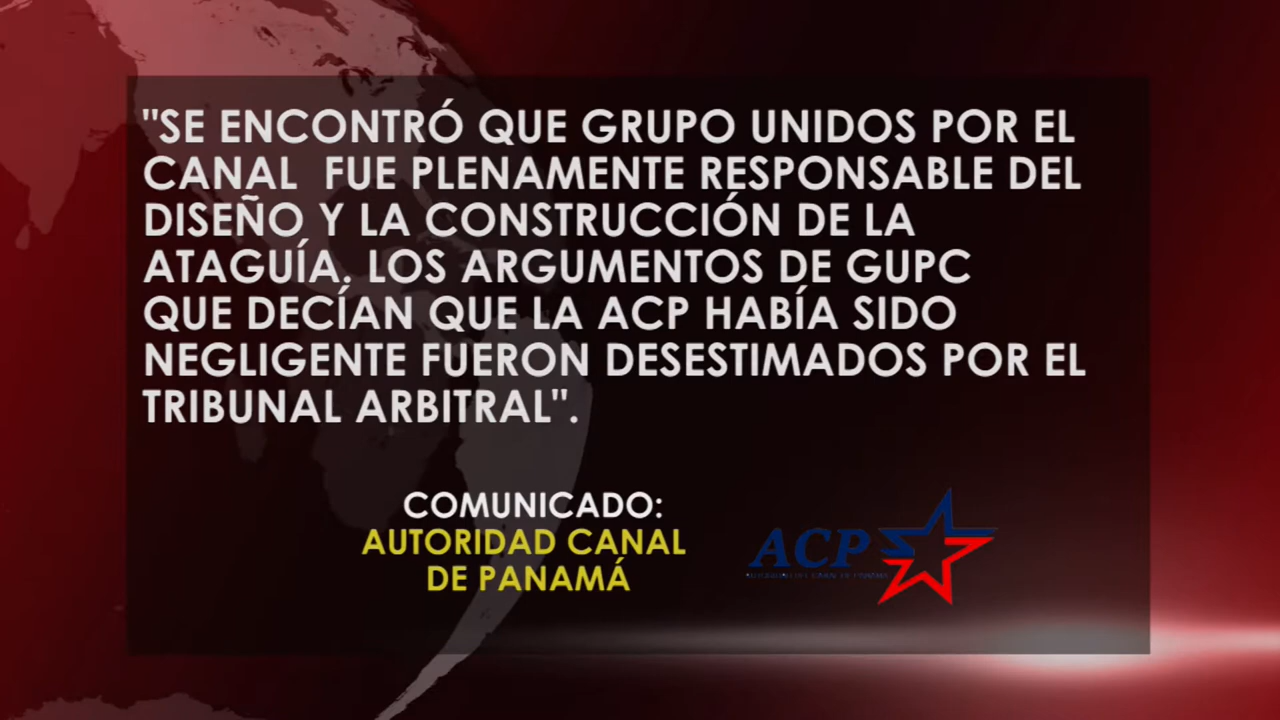 "SE ENCONTRÓ QUE GRUPO UNIDOS POR EL
CANAL  FUE PLENAMENTE RESPONSABLE DEL
DISEÑO Y LA CONSTRUCCIÓN DE LA
ATAGUÍA. LOS ARGUMENTOS DE GUPC
QUE DECÍAN QUE LA ACP HABÍA SIDO
NEGLIGENTE FUERON DESESTIMADOS POR EL
TRIBUNAL ARBITRAL".
COMUNICADO:
AUTORIDAD CANAL
DE PANAMÁ
ACP